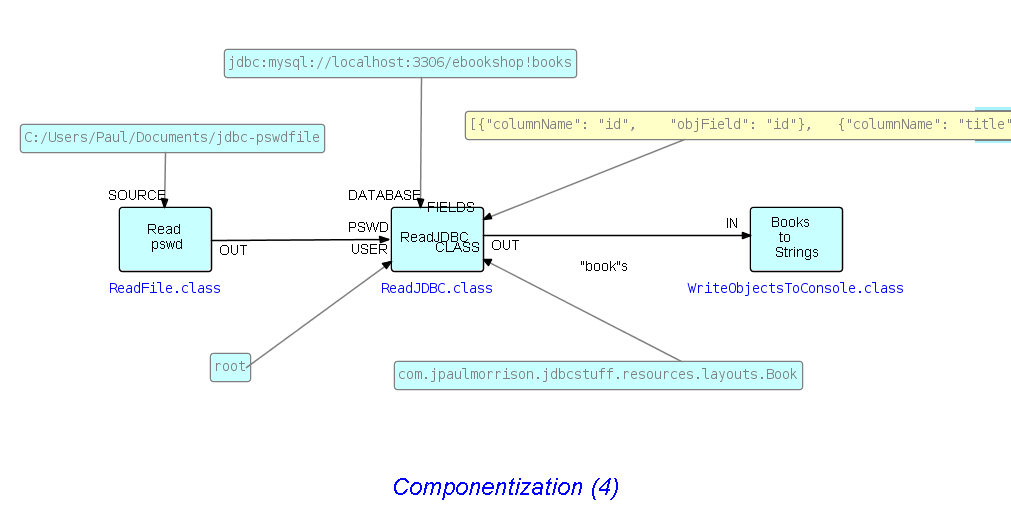 jdbc:mysql://localhost:3306/ebookshop!books
[{"columnName": "id",    "objField": "id"},   {"columnName": "title"
C:/Users/Paul/Documents/jdbc-pswdfile
SOURCE
DATABASE
FIELDS
Read
pswd
OUT
PSWD
USER
ReadJDBC
CLASS
OUT
IN
Books
to
Strings
"book"s
ReadFile.class
ReadJDBC.class
WriteObjectsToConsole.class
root
com.jpaulmorrison.jdbcstuff.resources.layouts.Book
Componentization (4)